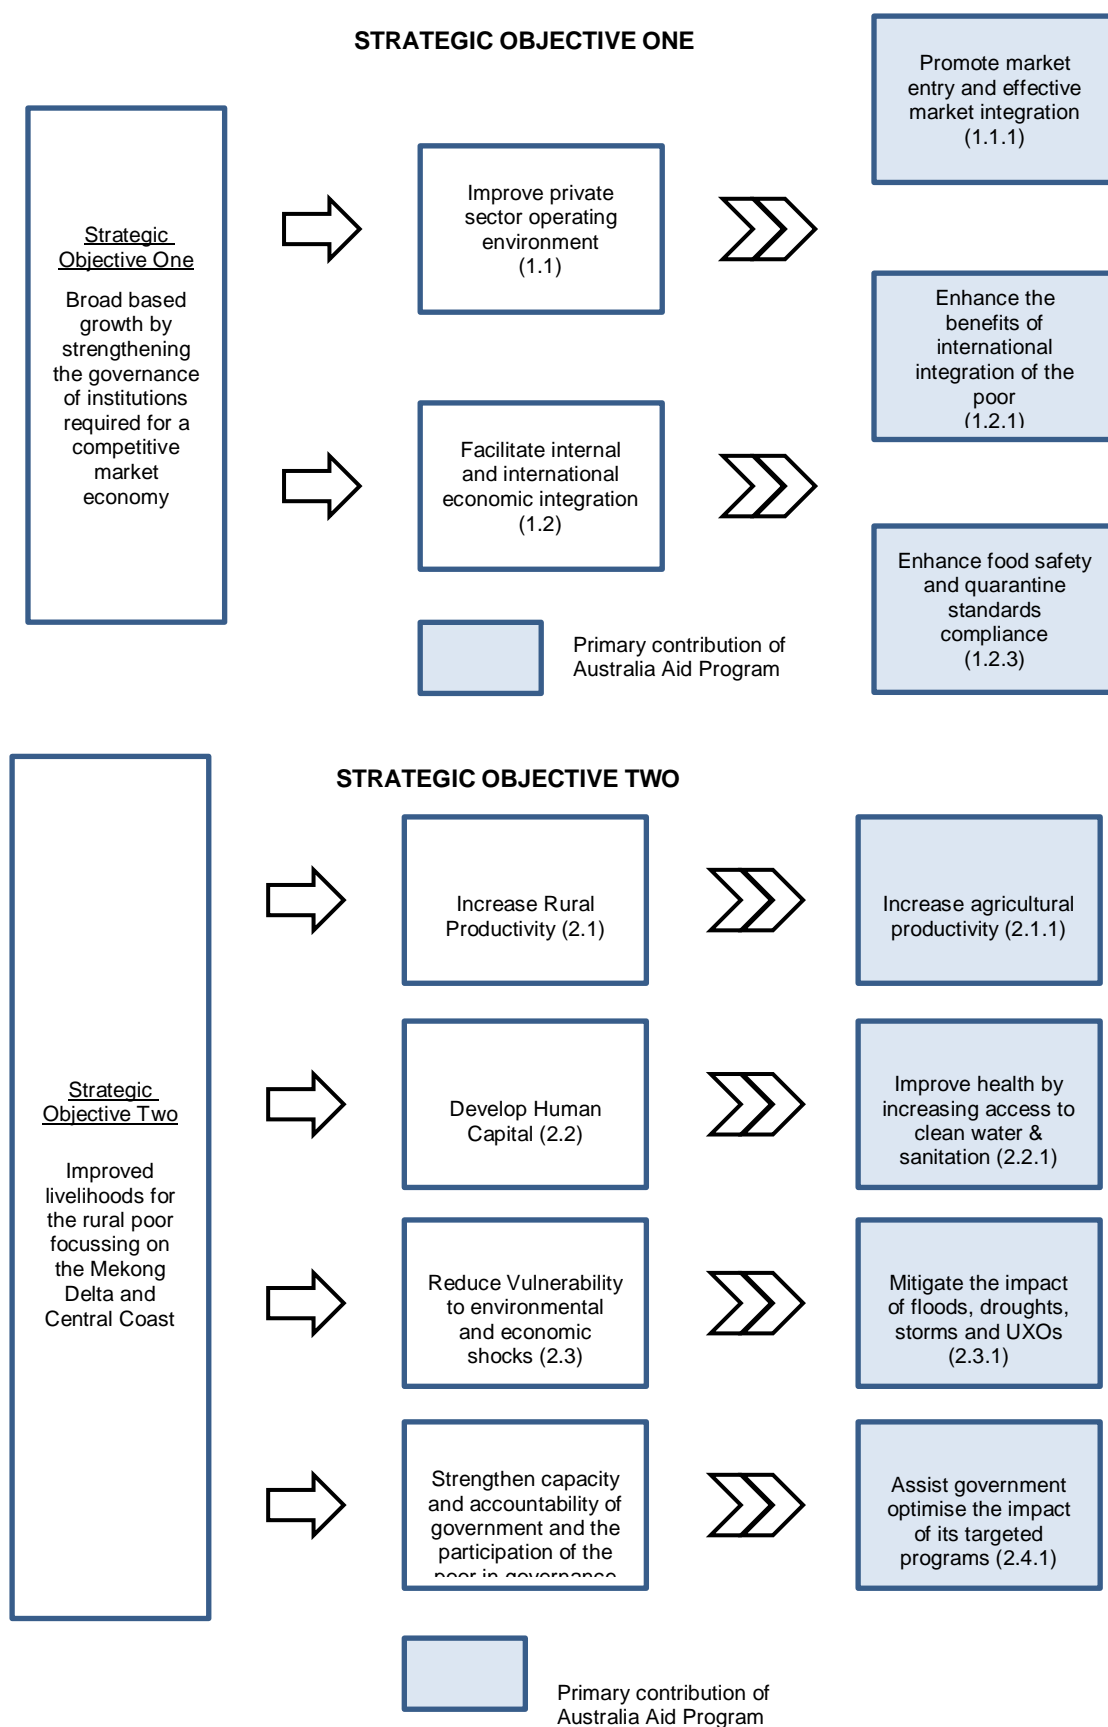 STRATEGIC OBJECTIVE ONE
Strategic
Objective One
Broad based
growth by
strengthening
the governance
of institutions
required for a
competitive
market
economy
Improve private
sector operating
environment
(1.1)
Promote market
entry and effective
market integration
(1.1.1)
Facilitate internal
and international
economic integration
(1.2)
Enhance the
benefits of
international
integration of the
poor
(1.2.1)
Enhance food safety
and quarantine
standards
compliance
(1.2.3)
Primary contribution of
Australia Aid Program
STRATEGIC OBJECTIVE TWO
Strategic
Objective Two
Improved
livelihoods for
the rural poor
focussing on
the Mekong
Delta and
Central Coast
Increase Rural
Productivity (2.1)
Increase agricultural
productivity (2.1.1)
Develop Human
Capital (2.2)
Improve health by
increasing access to
clean water &
sanitation (2.2.1)
Reduce Vulnerability
to environmental
and economic
shocks (2.3)
Mitigate the impact
of floods, droughts,
storms and UXOs
(2.3.1)
Strengthen capacity
and accountability of
government and the
participation of the
poor in governance
Assist government
optimise the impact
of its targeted
programs (2.4.1)
Primary contribution of
Australia Aid Program